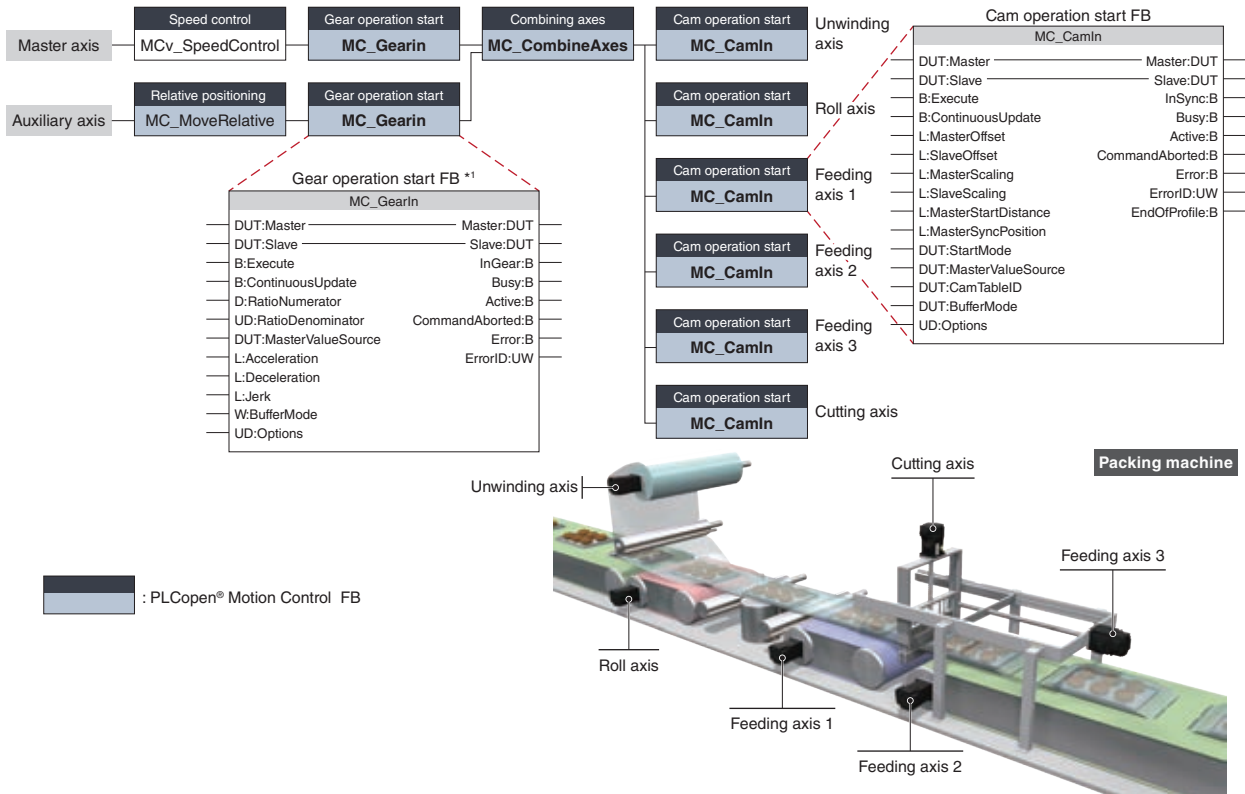 Master axis
Speed control
MCv_SpeedControl
Gear operation start
MC_Gearin
Combining axes
MC_CombineAxes
Cam operation start
MC_CamIn
Unwinding
axis
Auxiliary axis
Relative positioning
MC_MoveRelative
Gear operation start
MC_Gearin
Cam operation start
MC_CamIn
Roll axis
Cam operation start
MC_CamIn
Feeding
axis 1
Cam operation start
MC_CamIn
Feeding
axis 2
Cam operation start
MC_CamIn
Feeding
axis 3
Cam operation start
MC_CamIn
Cutting axis
Gear operation start FB *1
MC_GearIn
DUT:Master Master:DUT
DUT:Slave Slave:DUT
B:Execute InGear:B
B:ContinuousUpdate Busy:B
D:RatioNumerator Active:B
UD:RatioDenominator CommandAborted:B
DUT:MasterValueSource Error:B
L:Acceleration ErrorID:UW
L:Deceleration
L:Jerk
W:BufferMode
UD:Options
Cam operation start FB
MC_CamIn
DUT:Master Master:DUT
DUT:Slave Slave:DUT
B:Execute InSync:B
B:ContinuousUpdate Busy:B
L:MasterOffset Active:B
L:SlaveOffset CommandAborted:B
L:MasterScaling Error:B
L:SlaveScaling ErrorID:UW
L:MasterStartDistance EndOfProfile:B
L:MasterSyncPosition
DUT:StartMode
DUT:MasterValueSource
DUT:CamTableID
DUT:BufferMode
UD:Options
Packing machine
Unwinding axis
Cutting axis
Feeding axis 3
Roll axis
Feeding axis 1
Feeding axis 2
: PLCopen® Motion Control FB